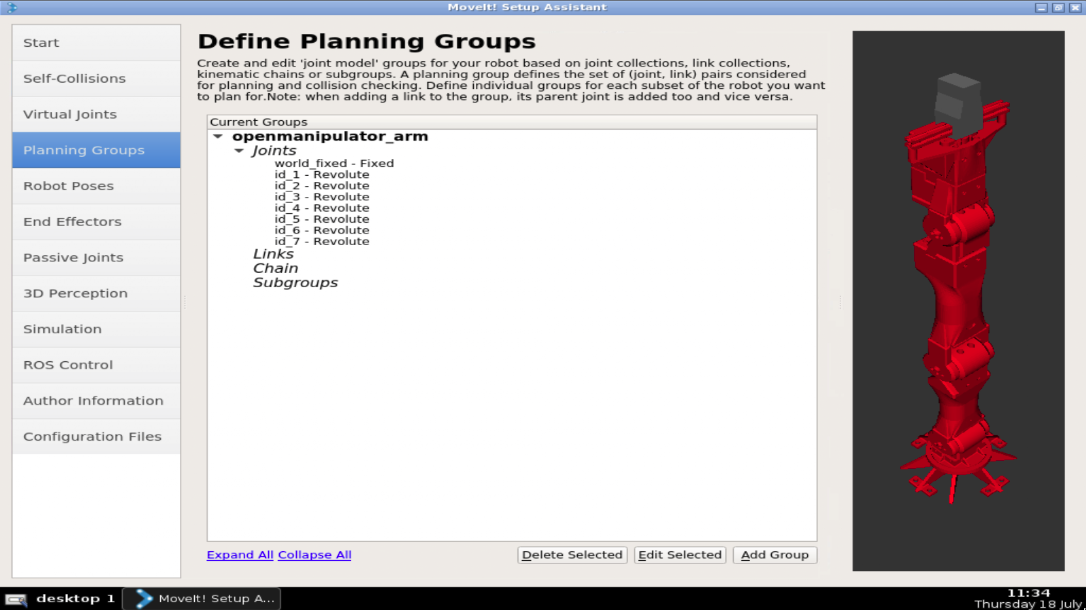 MoveIt! Setup Assistant
Start
Self-Collisions
Virtual Joints
Planning Groups
Robot Poses
End Effectors
Passive Joints
3D Perception
Simulation
ROS Control
Author Information
Configuration Files
Define Planning Groups
Create and edit 'joint model' groups for your robot based on joint collections, link collections,
kinematic chains or subgroups. A planning group defines the set of (joint, link) pairs considered
for planning and collision checking. Define individual groups for each subset of the robot you want
to plan for.Note: when adding a link to the group, its parent joint is added too and vice versa.
Current Groups
openmanipulator_arm
Joints
world_fixed - Fixed
id_1 - Revolute
id_2 - Revolute
id_3 - Revolute
id_4 - Revolute
id_5 - Revolute
id_6 - Revolute
id_7 - Revolute
Links
Chain
Subgroups
Expand All Collapse All
Delete Selected
Edit Selected
Add Group
desktop 1
MoveIt! Setup A...
11:34
Thursday 18 July